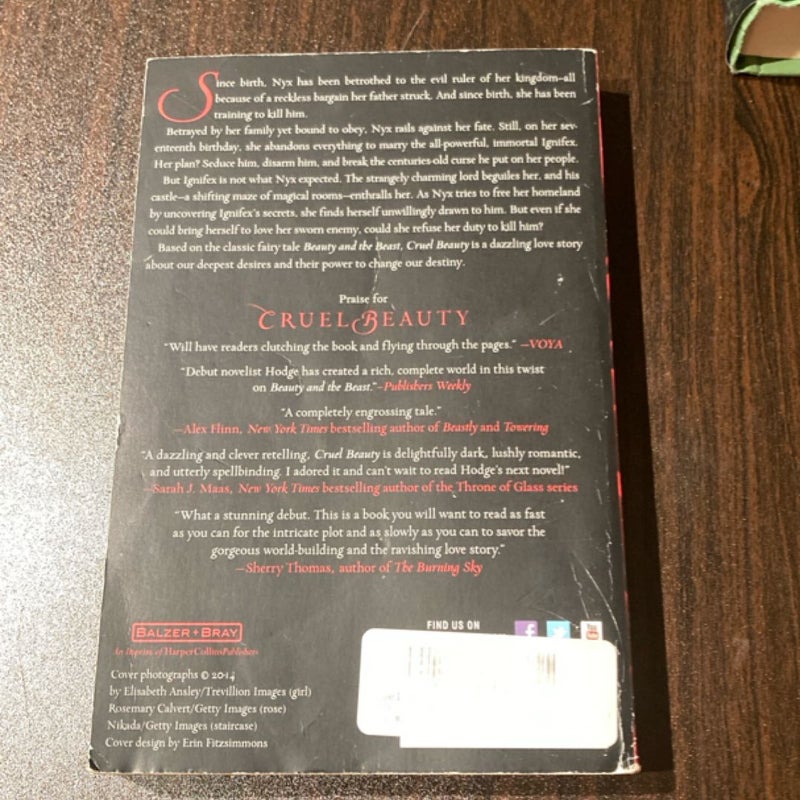 Since birth, Nyx has been betrothed to the evil ruler of her kingdom—all
because of a reckless bargain her father struck. And since birth, she has been
training to kill him.
Betrayed by her family yet bound to obey, Nyx rails against her fate. Still, on her sev-
enteenth birthday, she abandons everything to marry the all-powerful, immortal Ignifex.
Her plan? Seduce him, disarm him, and break the centuries-old curse he put on her people.
But Ignifex is not what Nyx expected. The strangely charming lord beguiles her, and his
castle—a shifting maze of magical rooms—enthralls her. As Nyx tries to free her homeland
by uncovering Ignifex's secrets, she finds herself unwillingly drawn to him. But even if she
could bring herself to love her sworn enemy, could she refuse her duty to kill him?
Based on the classic fairy tale Beauty and the Beast, Cruel Beauty is a dazzling love story
about our deepest desires and their power to change our destiny.
Praise for
CRUEL BEAUTY
“Will have readers clutching the book and flying through the pages.” —VOYA
“Debut novelist Hodge has created a rich, complete world in this twist
on Beauty and the Beast.”—Publishers Weekly
“A completely engrossing tale.”
—Alex Flinn, New York Times bestselling author of Beastly and Towering
“A dazzling and clever retelling, Cruel Beauty is delightfully dark, lushly romantic,
and utterly spellbinding. I adored it and can't wait to read Hodge's next novel!”
—Sarah J. Maas, New York Times bestselling author of the Throne of Glass series
“What a stunning debut. This is a book you will want to read as fast
as you can for the intricate plot and as slowly as you can to savor the
gorgeous world-building and the ravishing love story.”
—Sherry Thomas, author of The Burning Sky
BALZER + BRAY
An Imprint of HarperCollinsPublishers
FIND US ON
f
You
Cover photographs © 2014
by Elisabeth Ansley/Trevillion Images (girl)
Rosemary Calvert/Getty Images (rose)
Nikada/Getty Images (staircase)
Cover design by Erin Fitzsimmons